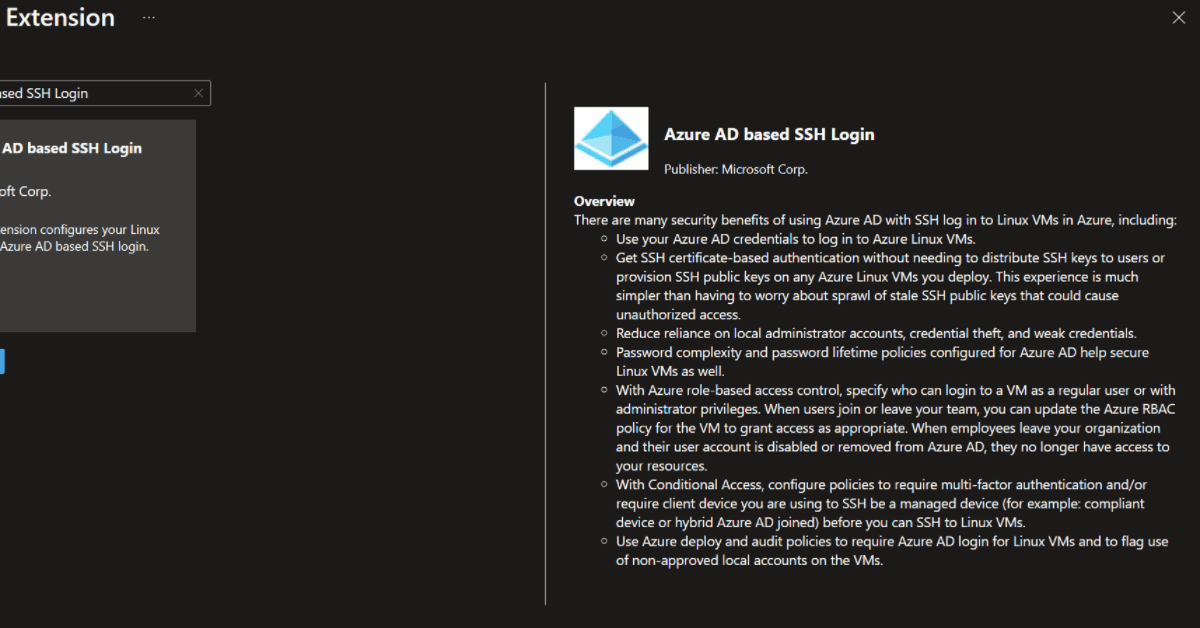 Extension ...
sed SSH Login
AD based SSH Login
oft Corp.
ension configures your Linux
Azure AD based SSH login.
Azure AD based SSH Login
Publisher: Microsoft Corp.
Overview
There are many security benefits of using Azure AD with SSH log in to Linux VMs in Azure, including:
Use your Azure AD credentials to log in to Azure Linux VMs.
Get SSH certificate-based authentication without needing to distribute SSH keys to users or
provision SSH public keys on any Azure Linux VMs you deploy. This experience is much
simpler than having to worry about sprawl of stale SSH public keys that could cause
unauthorized access.
Reduce reliance on local administrator accounts, credential theft, and weak credentials.
Password complexity and password lifetime policies configured for Azure AD help secure
Linux VMs as well.
With Azure role-based access control, specify who can login to a VM as a regular user or with
administrator privileges. When users join or leave your team, you can update the Azure RBAC
policy for the VM to grant access as appropriate. When employees leave your organization
and their user account is disabled or removed from Azure AD, they no longer have access to
your resources.
With Conditional Access, configure policies to require multi-factor authentication and/or
require client device you are using to SSH be a managed device (for example: compliant
device or hybrid Azure AD joined) before you can SSH to Linux VMs.
Use Azure deploy and audit policies to require Azure AD login for Linux VMs and to flag use
of non-approved local accounts on the VMs.